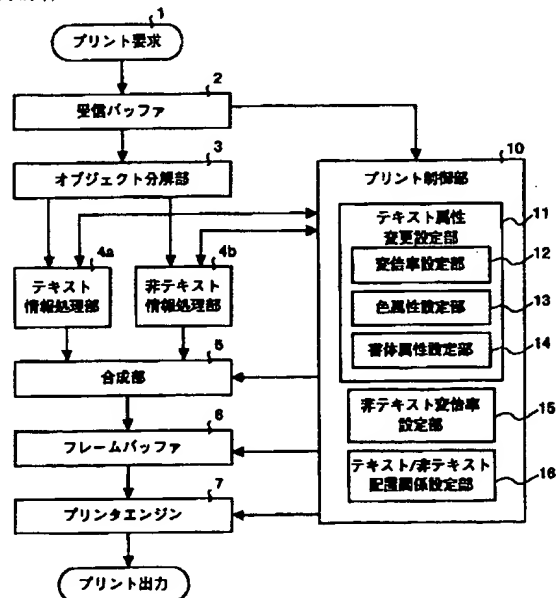 1
プリント要求
2
受信バッファ
3
オブジェクト分解部
10
プリント制御部
テキスト属性
変更設定部
11
変倍率設定部
12
色属性設定部
13
書体属性設定部
14
4a
テキスト
情報処理部
4b
非テキスト
情報処理部
5
合成部
非テキスト変倍率
設定部
15
6
フレームバッファ
テキスト/非テキスト
配置関係設定部
16
7
プリンタエンジン
プリント出力